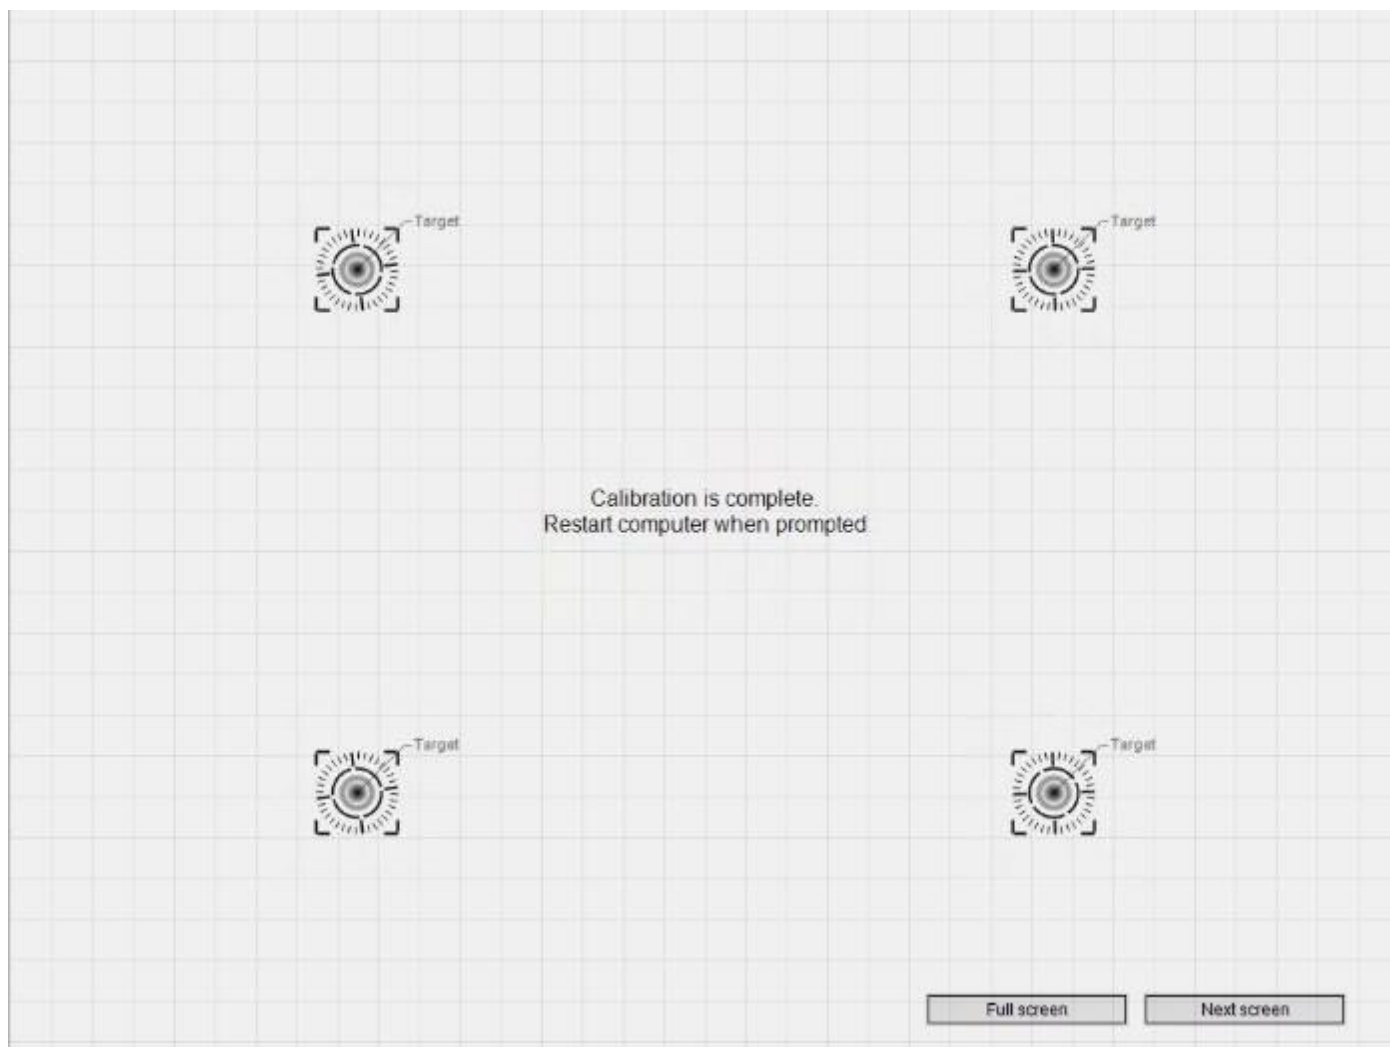 Target
Target
Calibration is complete.
Restart computer when prompted
Target
Target
Full screen
Next screen